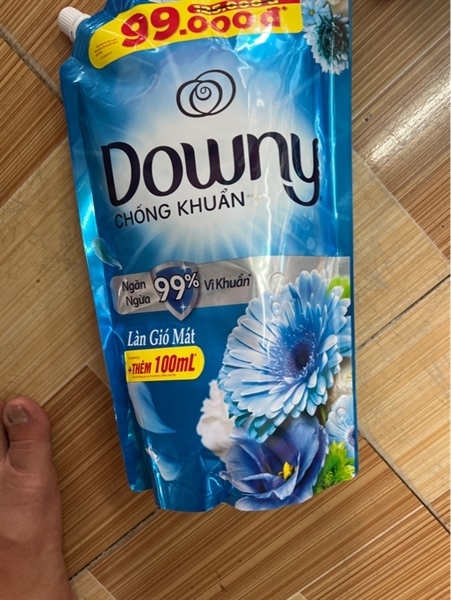 99.000đ
Downy
CHỐNG KHUẨN
Ngăn
Ngừa
99%
Vi Khuẩn
Làn Gió Mát
+THÊM 100mL